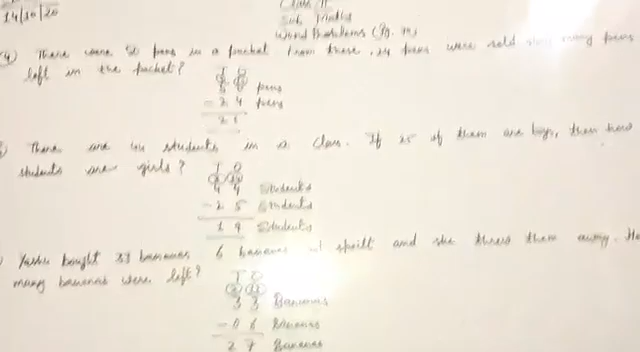 14/10/20
Class II
Sub Maths
Word Problems (Pg.
4) There were 50 pens in a packet from these, 24 pens were sold How many pens
left in the packet?
T O
pens
- 2 4 pens
2
There are 44 students in a class. If 25 of them are boys, then how
students are girls?
T O
4 4 Students
- 2 5 Students
1 9 Students
bought 33 bananas 6 bananas got spoilt and she threw them away. How
many bananas were left?
T O
3 3 Bananas
- 0 6 Bananas
2 7 Bananas